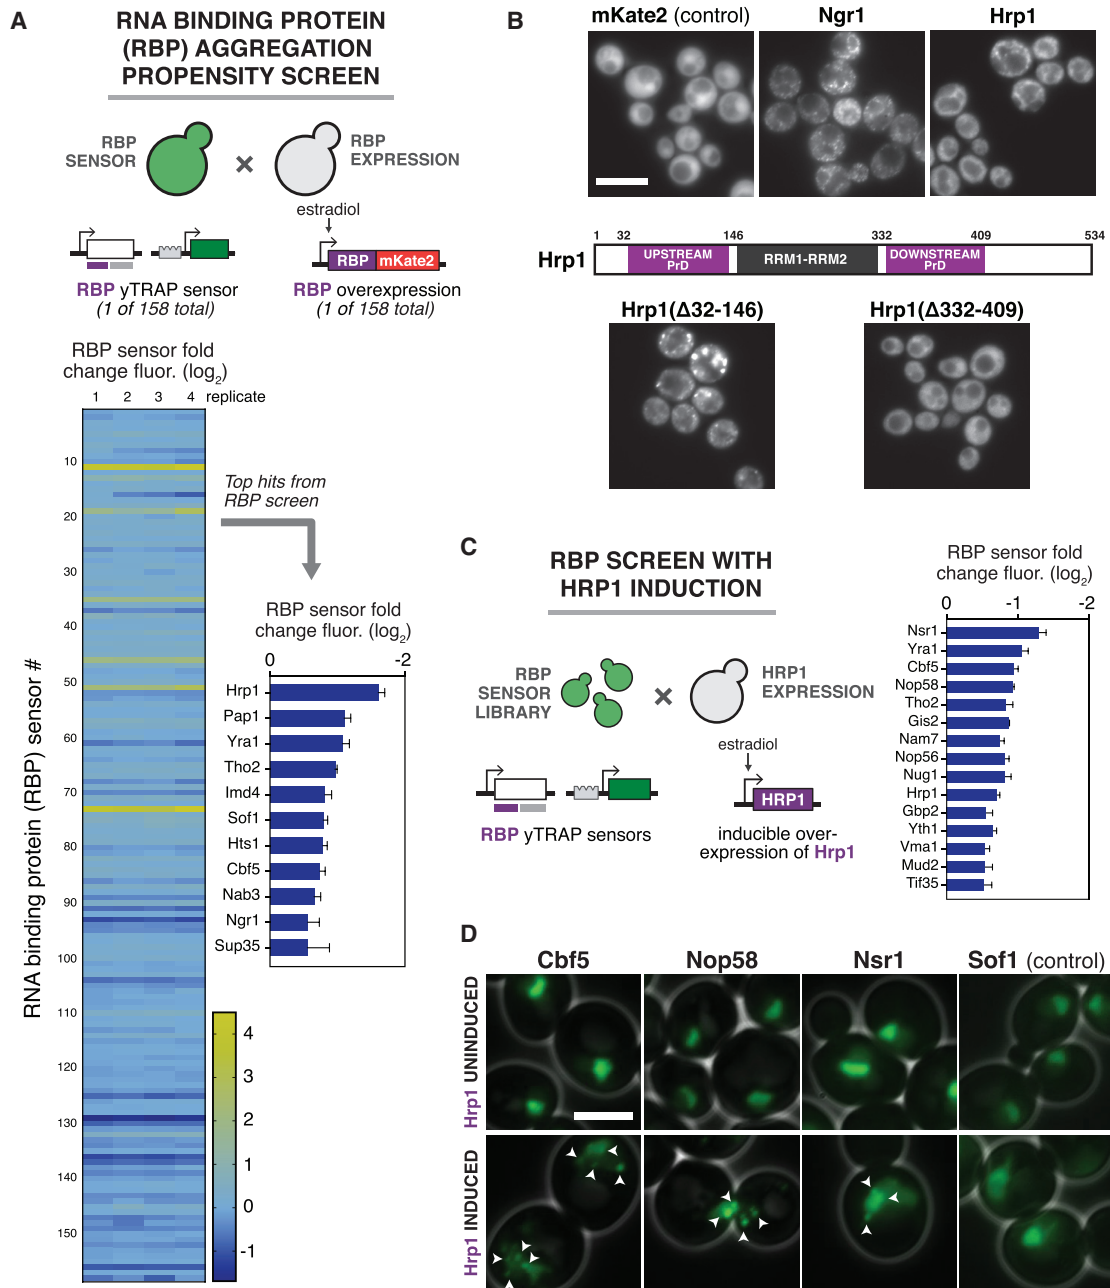 A
RNA BINDING PROTEIN
(RBP) AGGREGATION
PROPENSITY SCREEN
RBP
SENSOR
×
RBP
EXPRESSION
estradiol
RBP mKate2
RBP yTRAP sensor
(1 of 158 total)
RBP overexpression
(1 of 158 total)
RBP sensor fold
change fluor. (log2)
1 2 3 4 replicate
RNA binding protein (RBP) sensor #
10
20
30
40
50
60
70
80
90
100
110
120
130
140
150
Top hits from
RBP screen
RBP sensor fold
change fluor. (log2)
0 -2
Hrp1
Pap1
Yra1
Tho2
Imd4
Sof1
Hts1
Cbf5
Nab3
Ngr1
Sup35
4
3
2
1
0
-1
B
mKate2 (control) Ngr1 Hrp1
1 32 146 332 409 534
Hrp1
UPSTREAM
PrD
RRM1-RRM2
DOWNSTREAM
PrD
Hrp1(Δ32-146) Hrp1(Δ332-409)
C
RBP SCREEN WITH
HRP1 INDUCTION
RBP
SENSOR
LIBRARY
×
HRP1
EXPRESSION
estradiol
HRP1
RBP yTRAP sensors
inducible over-
expression of Hrp1
RBP sensor fold
change fluor. (log2)
0 -1 -2
Nsr1
Yra1
Cbf5
Nop58
Tho2
Gis2
Nam7
Nop56
Nug1
Hrp1
Gbp2
Yth1
Vma1
Mud2
Tif35
D
Cbf5 Nop58 Nsr1 Sof1 (control)
Hrp1 UNINDUCED
Hrp1 INDUCED